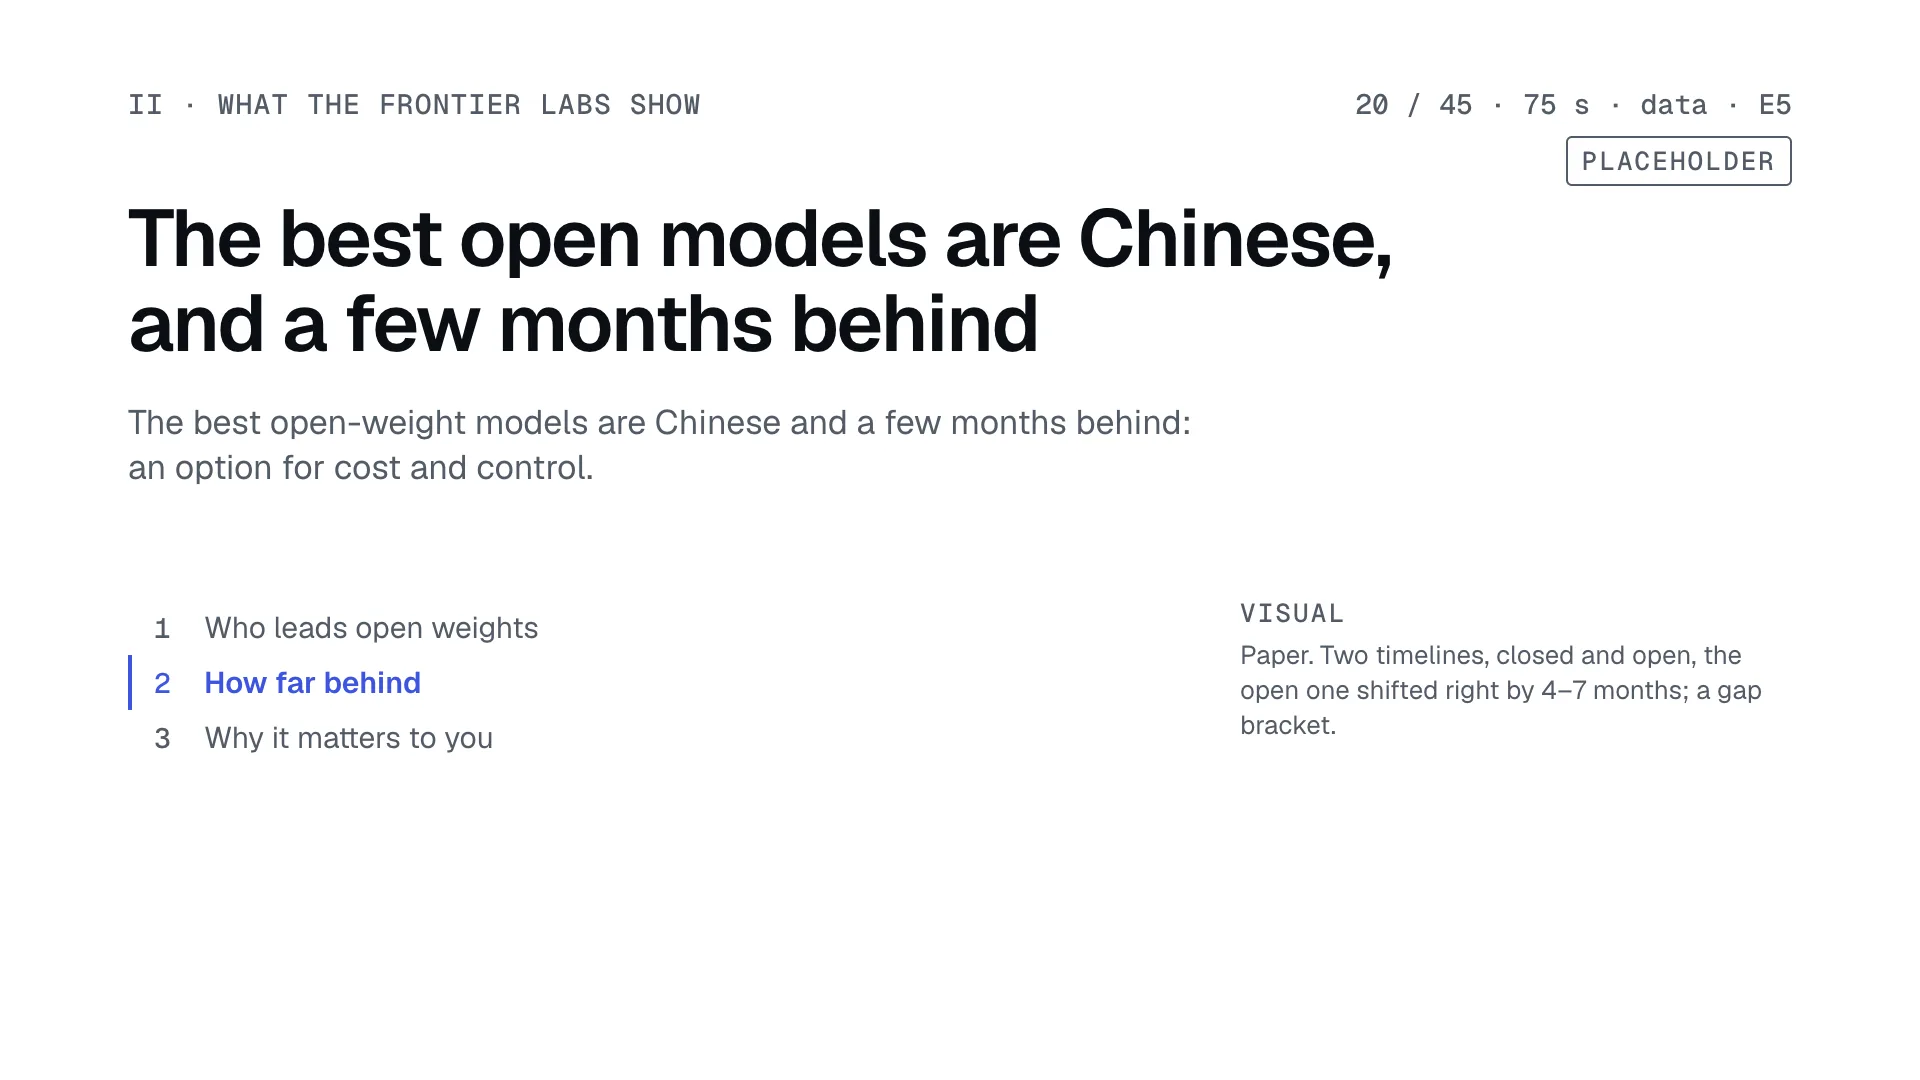 II · WHAT THE FRONTIER LABS SHOW
20 / 45 · 75 s · data · E5
PLACEHOLDER
The best open models are Chinese,
and a few months behind
The best open-weight models are Chinese and a few months behind:
an option for cost and control.
1 Who leads open weights
2 How far behind
3 Why it matters to you
VISUAL
Paper. Two timelines, closed and open, the
open one shifted right by 4–7 months; a gap
bracket.